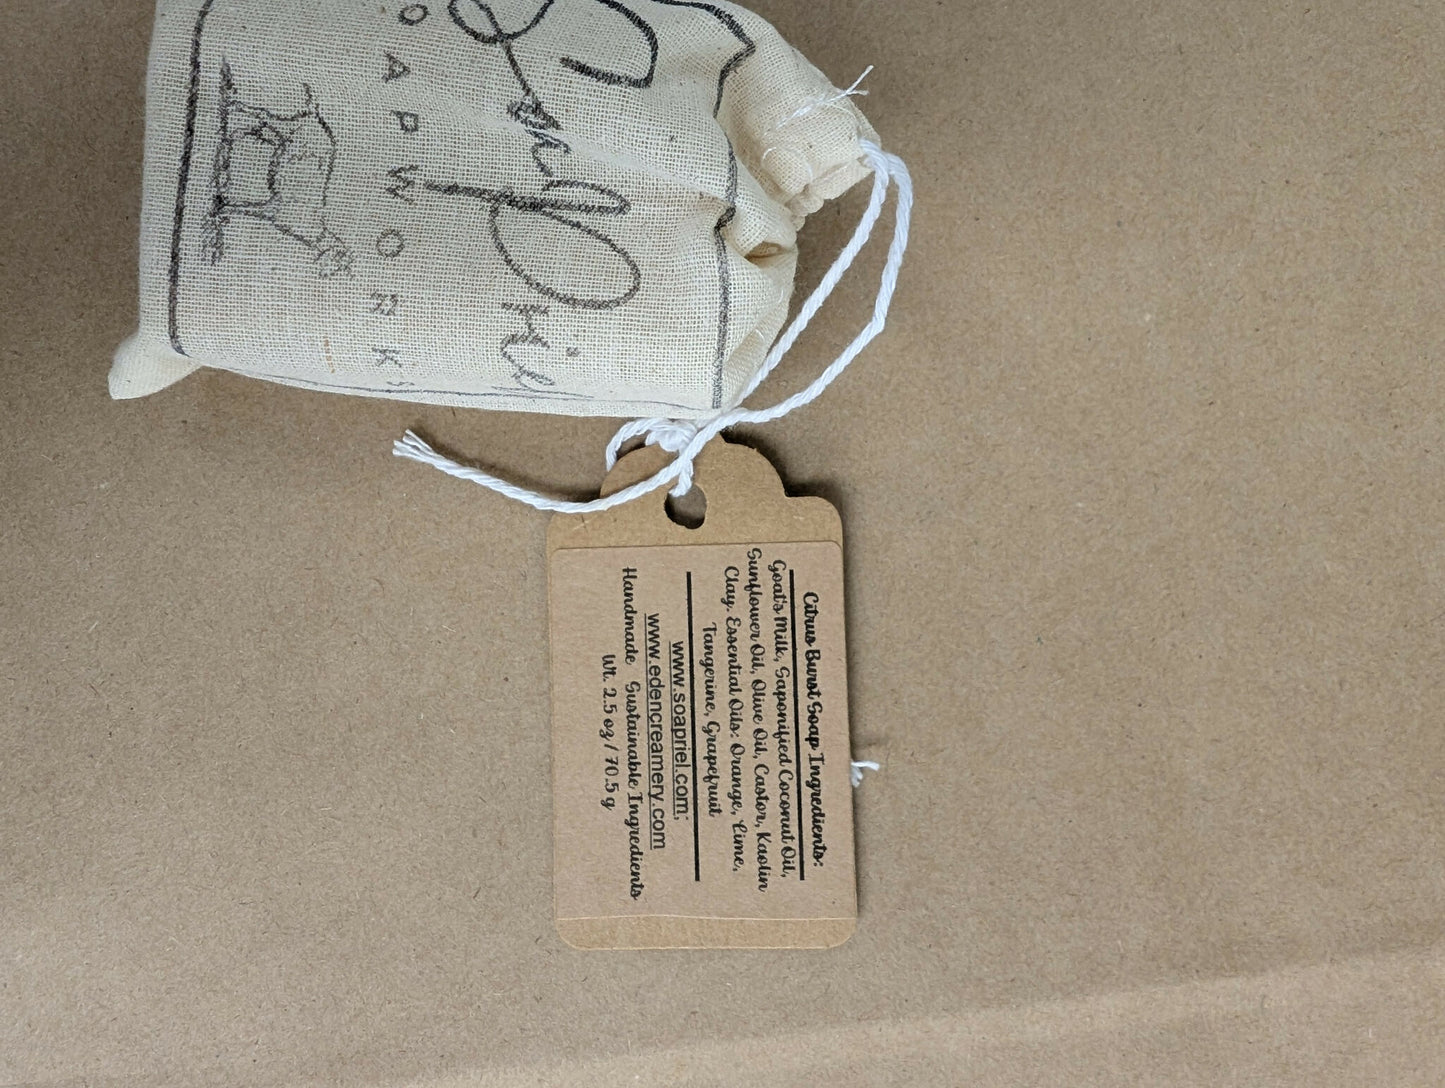 OAPWORKS
Citrus Burst Soap Ingredients:
Goat's Milk, Saponified Coconut Oil,
Sunflower Oil, Olive Oil, Castor, Kaolin
Clay. Essential Oils: Orange, Lime,
Tangerine, Grapefruit
www.soapriel.com;
www.edencreamery.com
Handmade Sustainable Ingredients
Wt. 2.5 oz / 70.5 g